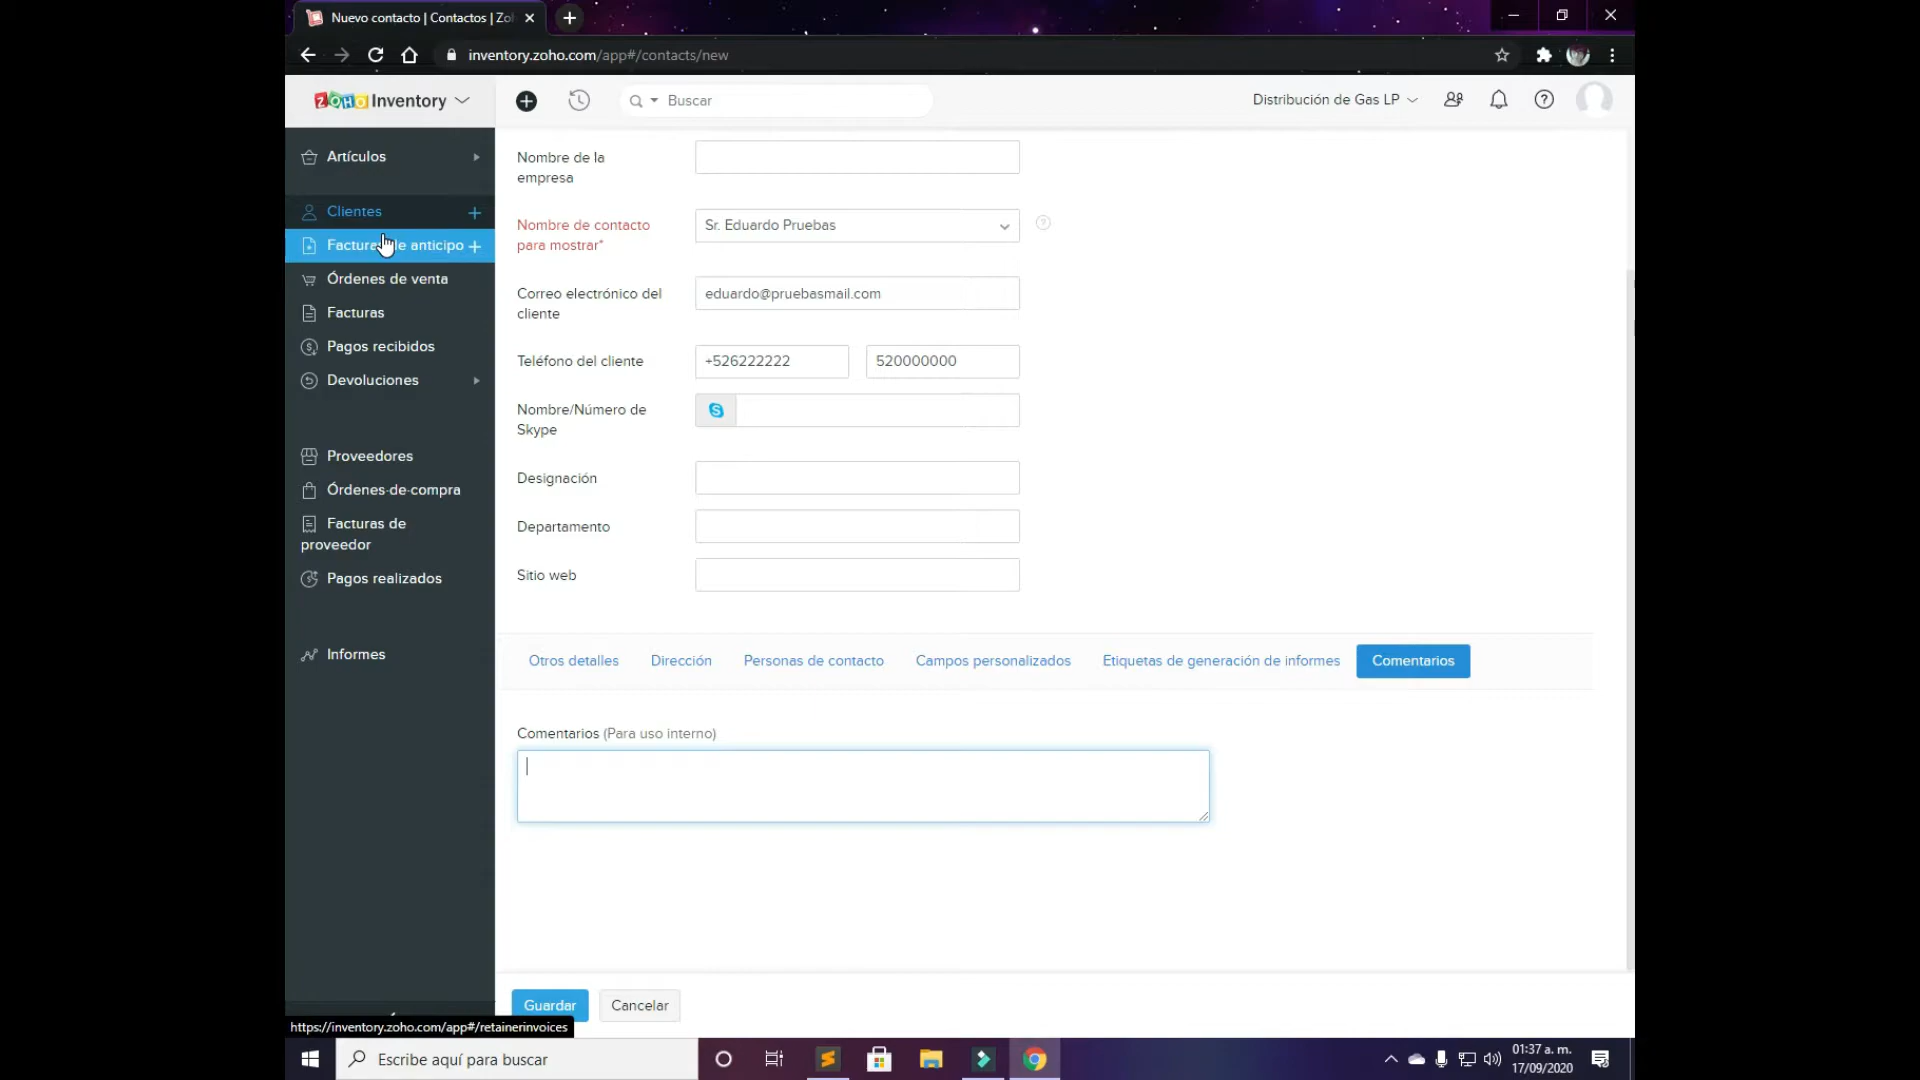 Nuevo contacto | Contactos | Zo
inventory.zoho.com/app#/contacts/new
ZOHO Inventory
Buscar
Distribución de Gas LP
Artículos
Clientes
Facturas de anticipo
Órdenes de venta
Facturas
Pagos recibidos
Devoluciones
Proveedores
Órdenes de compra
Facturas de
proveedor
Pagos realizados
Informes
Nombre de la
empresa
Nombre de contacto
para mostrar*
Sr. Eduardo Pruebas
Correo electrónico del
cliente
eduardo@pruebasmail.com
Teléfono del cliente
+526222222
520000000
Nombre/Número de
Skype
Designación
Departamento
Sitio web
Otros detalles
Dirección
Personas de contacto
Campos personalizados
Etiquetas de generación de informes
Comentarios
Comentarios (Para uso interno)
Guardar
Cancelar
https://inventory.zoho.com/app#/retainerinvoices
Escribe aquí para buscar
01:37 a. m.
17/09/2020